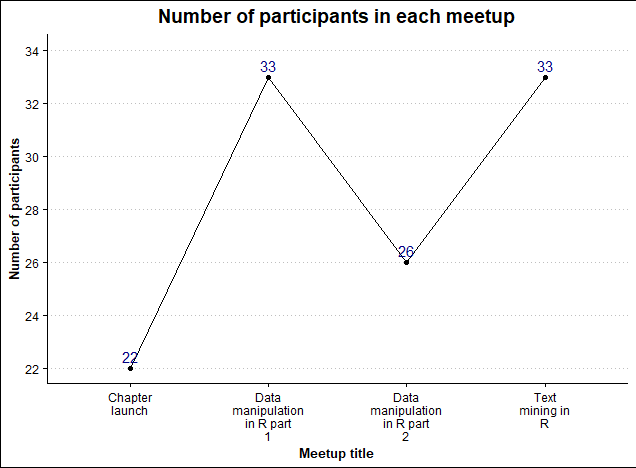 Number of participants in each meetup
Number of participants
34
32
30
28
26
24
22
22
33
26
33
Chapter
launch
Data
manipulation
in R part
1
Data
manipulation
in R part
2
Text
mining in
R
Meetup title